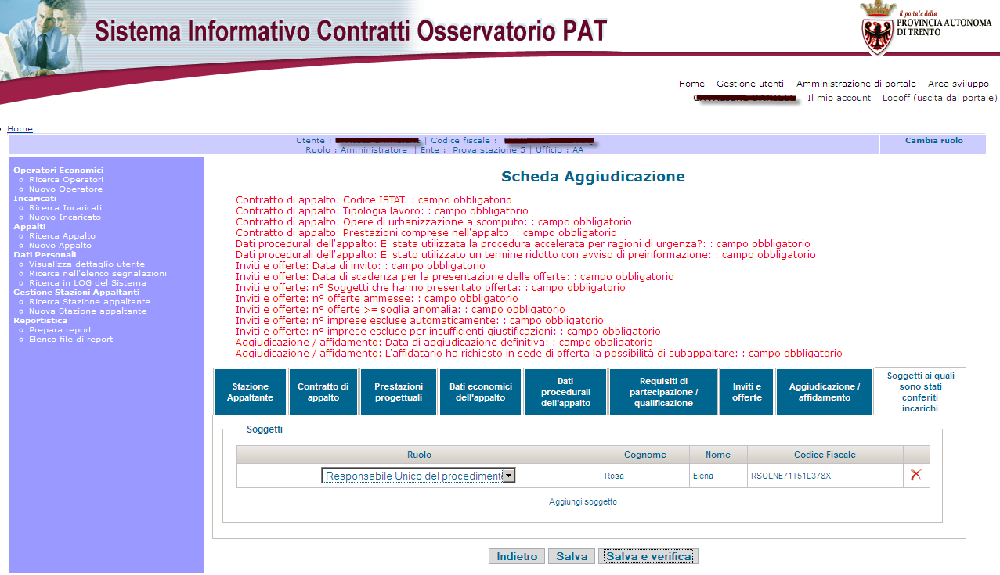 Sistema Informativo Contratti Osservatorio PAT
il portale della
PROVINCIA AUTONOMA
DI TRENTO
Home Gestione utenti Amministrazione di portale Area sviluppo
Il mio account Logoff (uscita dal portale)
Home
Utente : | Codice fiscale :
Ruolo : Amministratore | Ente : Prova stazione 5 | Ufficio : AA
Cambia ruolo
Operatori Economici
Ricerca Operatori
Nuovo Operatore
Incaricati
Ricerca Incaricati
Nuovo Incaricato
Appalti
Ricerca Appalto
Nuovo Appalto
Dati Personali
Visualizza dettaglio utente
Ricerca nell'elenco segnalazioni
Ricerca in LOG del Sistema
Gestione Stazioni Appaltanti
Ricerca Stazione appaltante
Nuova Stazione appaltante
Reportistica
Prepara report
Elenco file di report
Scheda Aggiudicazione
Contratto di appalto: Codice ISTAT: : campo obbligatorio
Contratto di appalto: Tipologia lavoro: : campo obbligatorio
Contratto di appalto: Opere di urbanizzazione a scomputo: : campo obbligatorio
Contratto di appalto: Prestazioni comprese nell'appalto: : campo obbligatorio
Dati procedurali dell'appalto: E' stata utilizzata la procedura accelerata per ragioni di urgenza?: : campo obbligatorio
Dati procedurali dell'appalto: E' stato utilizzato un termine ridotto con avviso di preinformazione: : campo obbligatorio
Inviti e offerte: Data di invito: : campo obbligatorio
Inviti e offerte: Data di scadenza per la presentazione delle offerte: : campo obbligatorio
Inviti e offerte: nº Soggetti che hanno presentato offerta: : campo obbligatorio
Inviti e offerte: nº offerte ammesse: : campo obbligatorio
Inviti e offerte: nº offerte >= soglia anomalia: : campo obbligatorio
Inviti e offerte: nº imprese escluse automaticamente: : campo obbligatorio
Inviti e offerte: nº imprese escluse per insufficienti giustificazioni: : campo obbligatorio
Aggiudicazione / affidamento: Data di aggiudicazione definitiva: : campo obbligatorio
Aggiudicazione / affidamento: L'affidatario ha richiesto in sede di offerta la possibilità di subappaltare: : campo obbligatorio
Stazione
Appaltante
Contratto di
appalto
Prestazioni
progettuali
Dati economici
dell'appalto
Dati
procedurali
dell'appalto
Requisiti di
partecipazione /
qualificazione
Inviti e
offerte
Aggiudicazione /
affidamento
Soggetti ai quali
sono stati
conferiti
incarichi
Soggetti
Ruolo Cognome Nome Codice Fiscale
Responsabile Unico del procediment Rosa Elena RSOLNE71T51L378X
Aggiungi soggetto
Indietro Salva Salva e verifica